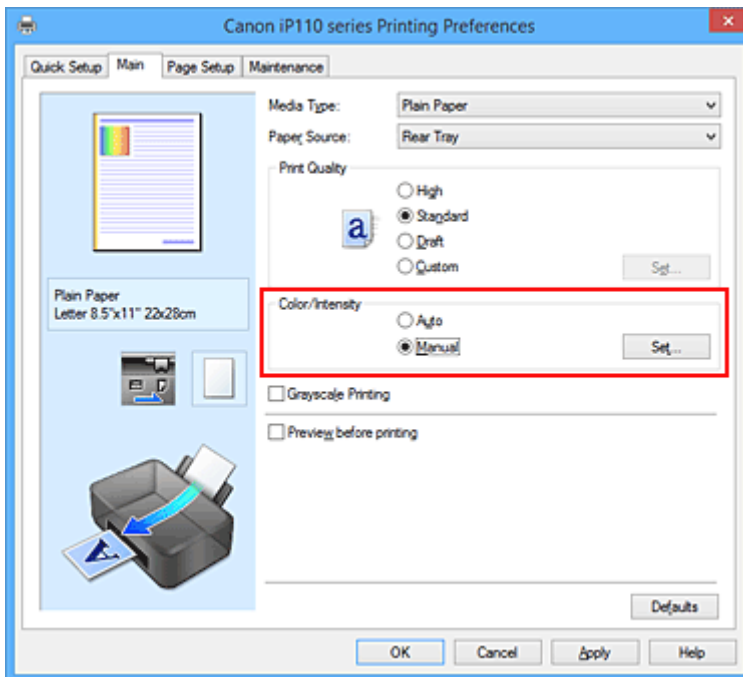 Canon iP110 series Printing Preferences
Quick Setup Main Page Setup Maintenance
Media Type: Plain Paper
Paper Source: Rear Tray
Print Quality
High
a Standard
Draft
Custom Set...
Plain Paper
Letter 8.5"x11" 22x28cm
Color/Intensity
Auto
Manual Set...
Grayscale Printing
Preview before printing
A
Defaults
OK Cancel Apply Help